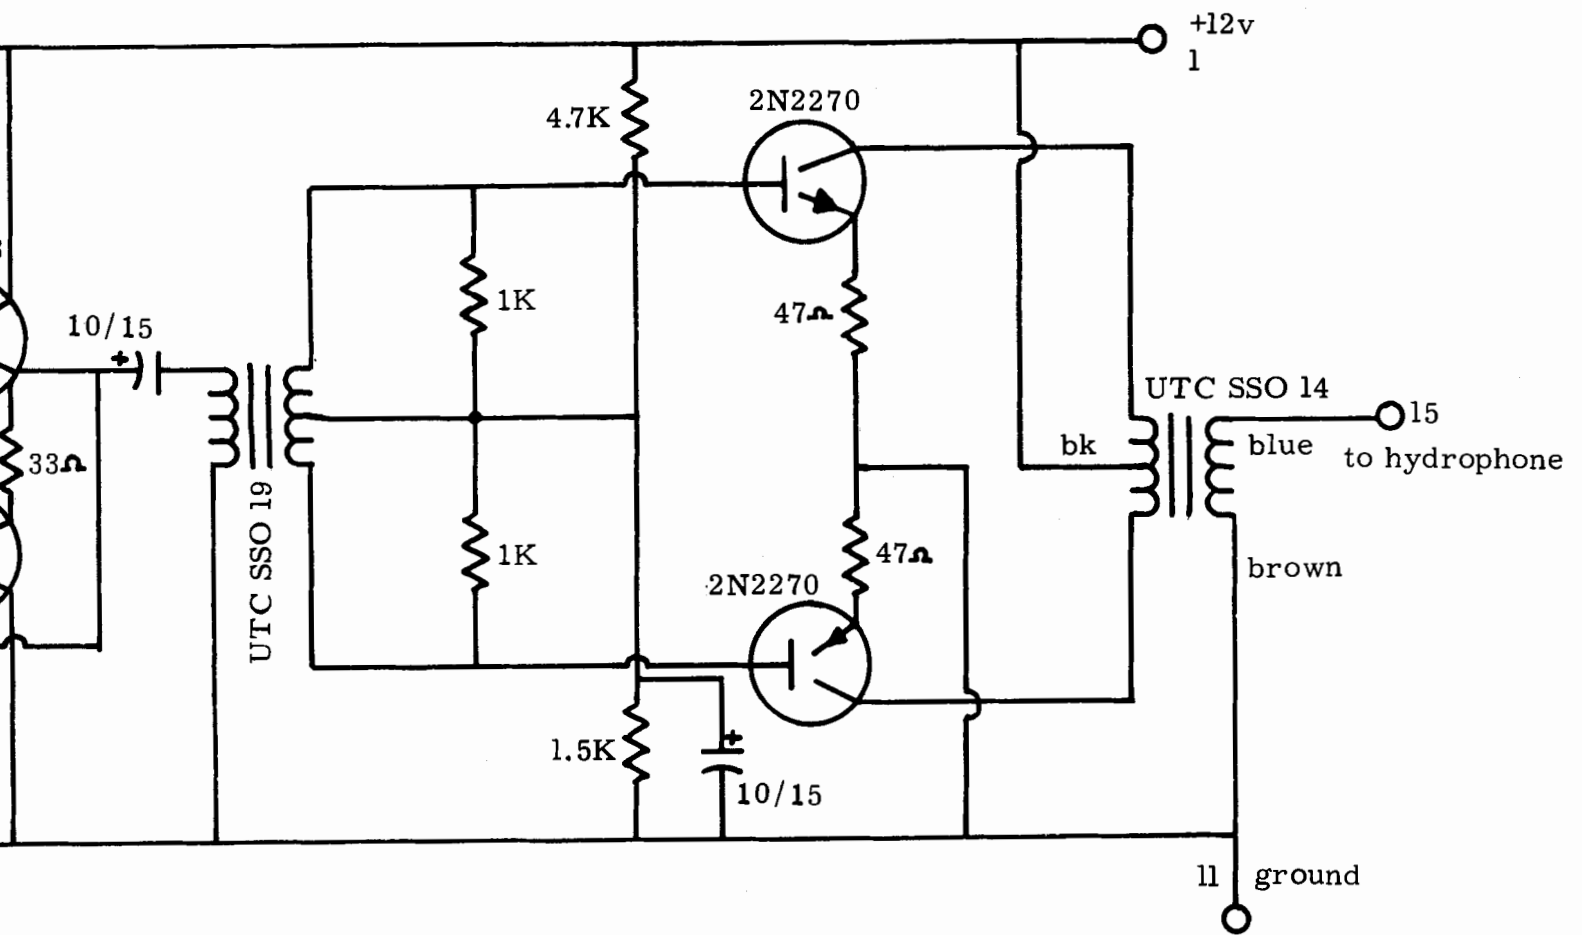 +12v
1
4.7K
2N2270
1K
47Ω
10/15
UTC SSO 14
15
bk
blue
to hydrophone
33Ω
UTC SSO 19
1K
47Ω
2N2270
brown
1.5K
10/15
11 ground